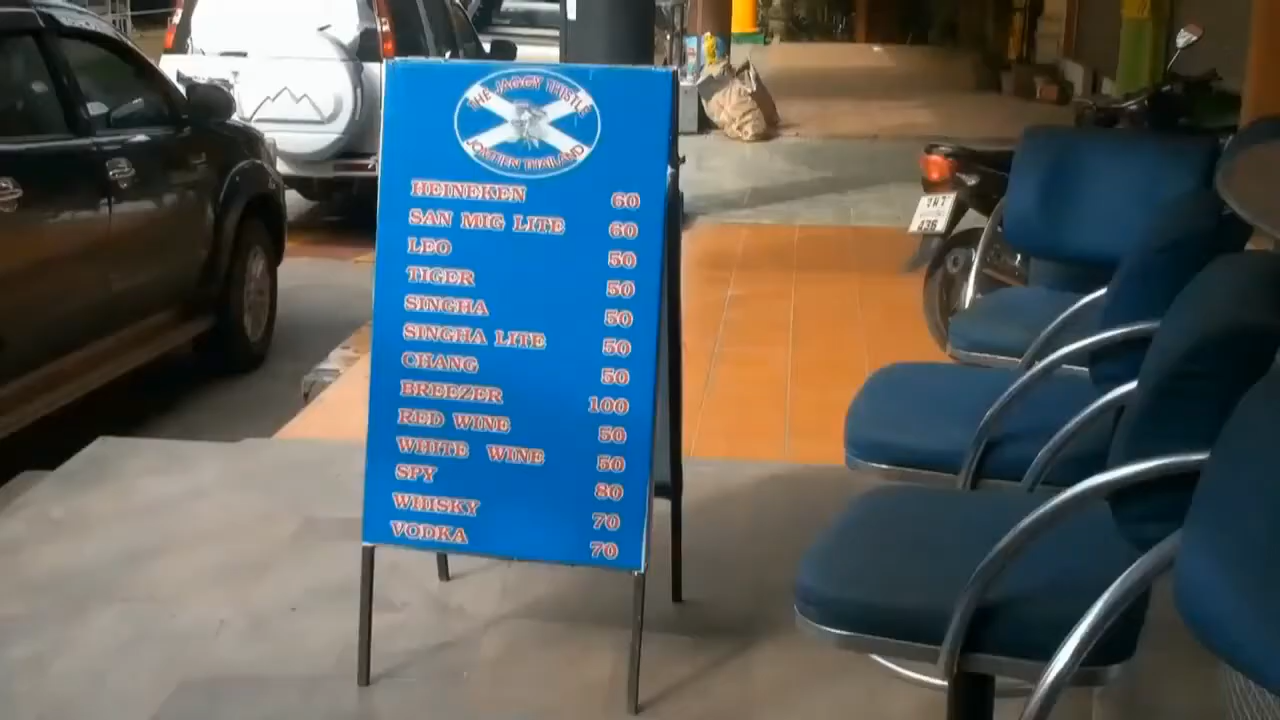 THE JAGGY THISTLE
JOMTIEN THAILAND
HEINEKEN 60
SAN MIG LITE 60
LEO 50
TIGER 50
SINGHA 50
SINGHA LITE 50
CHANG 50
BREEZER 100
RED WINE 50
WHITE WINE 50
SPY 80
WHISKY 70
VODKA 70
436